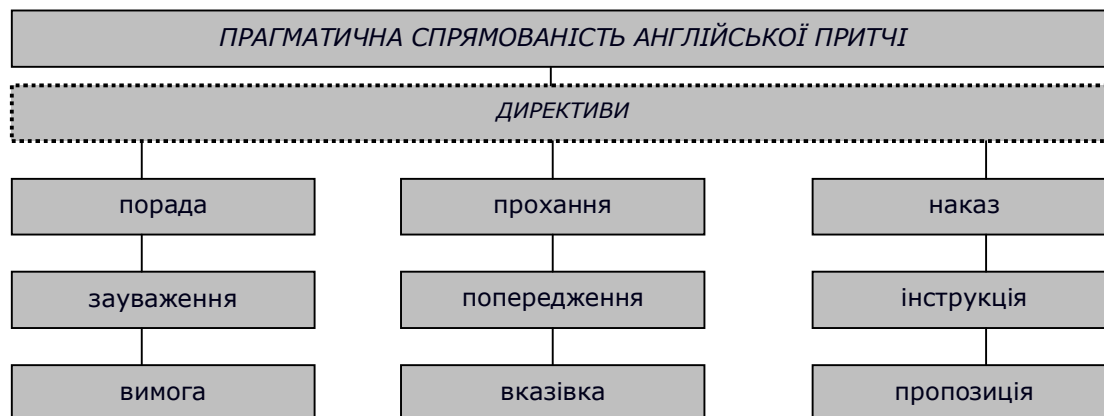 ПРАГМАТИЧНА СПРЯМОВАНІСТЬ АНГЛІЙСЬКОЇ ПРИТЧІ
ДИРЕКТИВИ
порада
прохання
наказ
зауваження
попередження
інструкція
вимога
вказівка
пропозиція